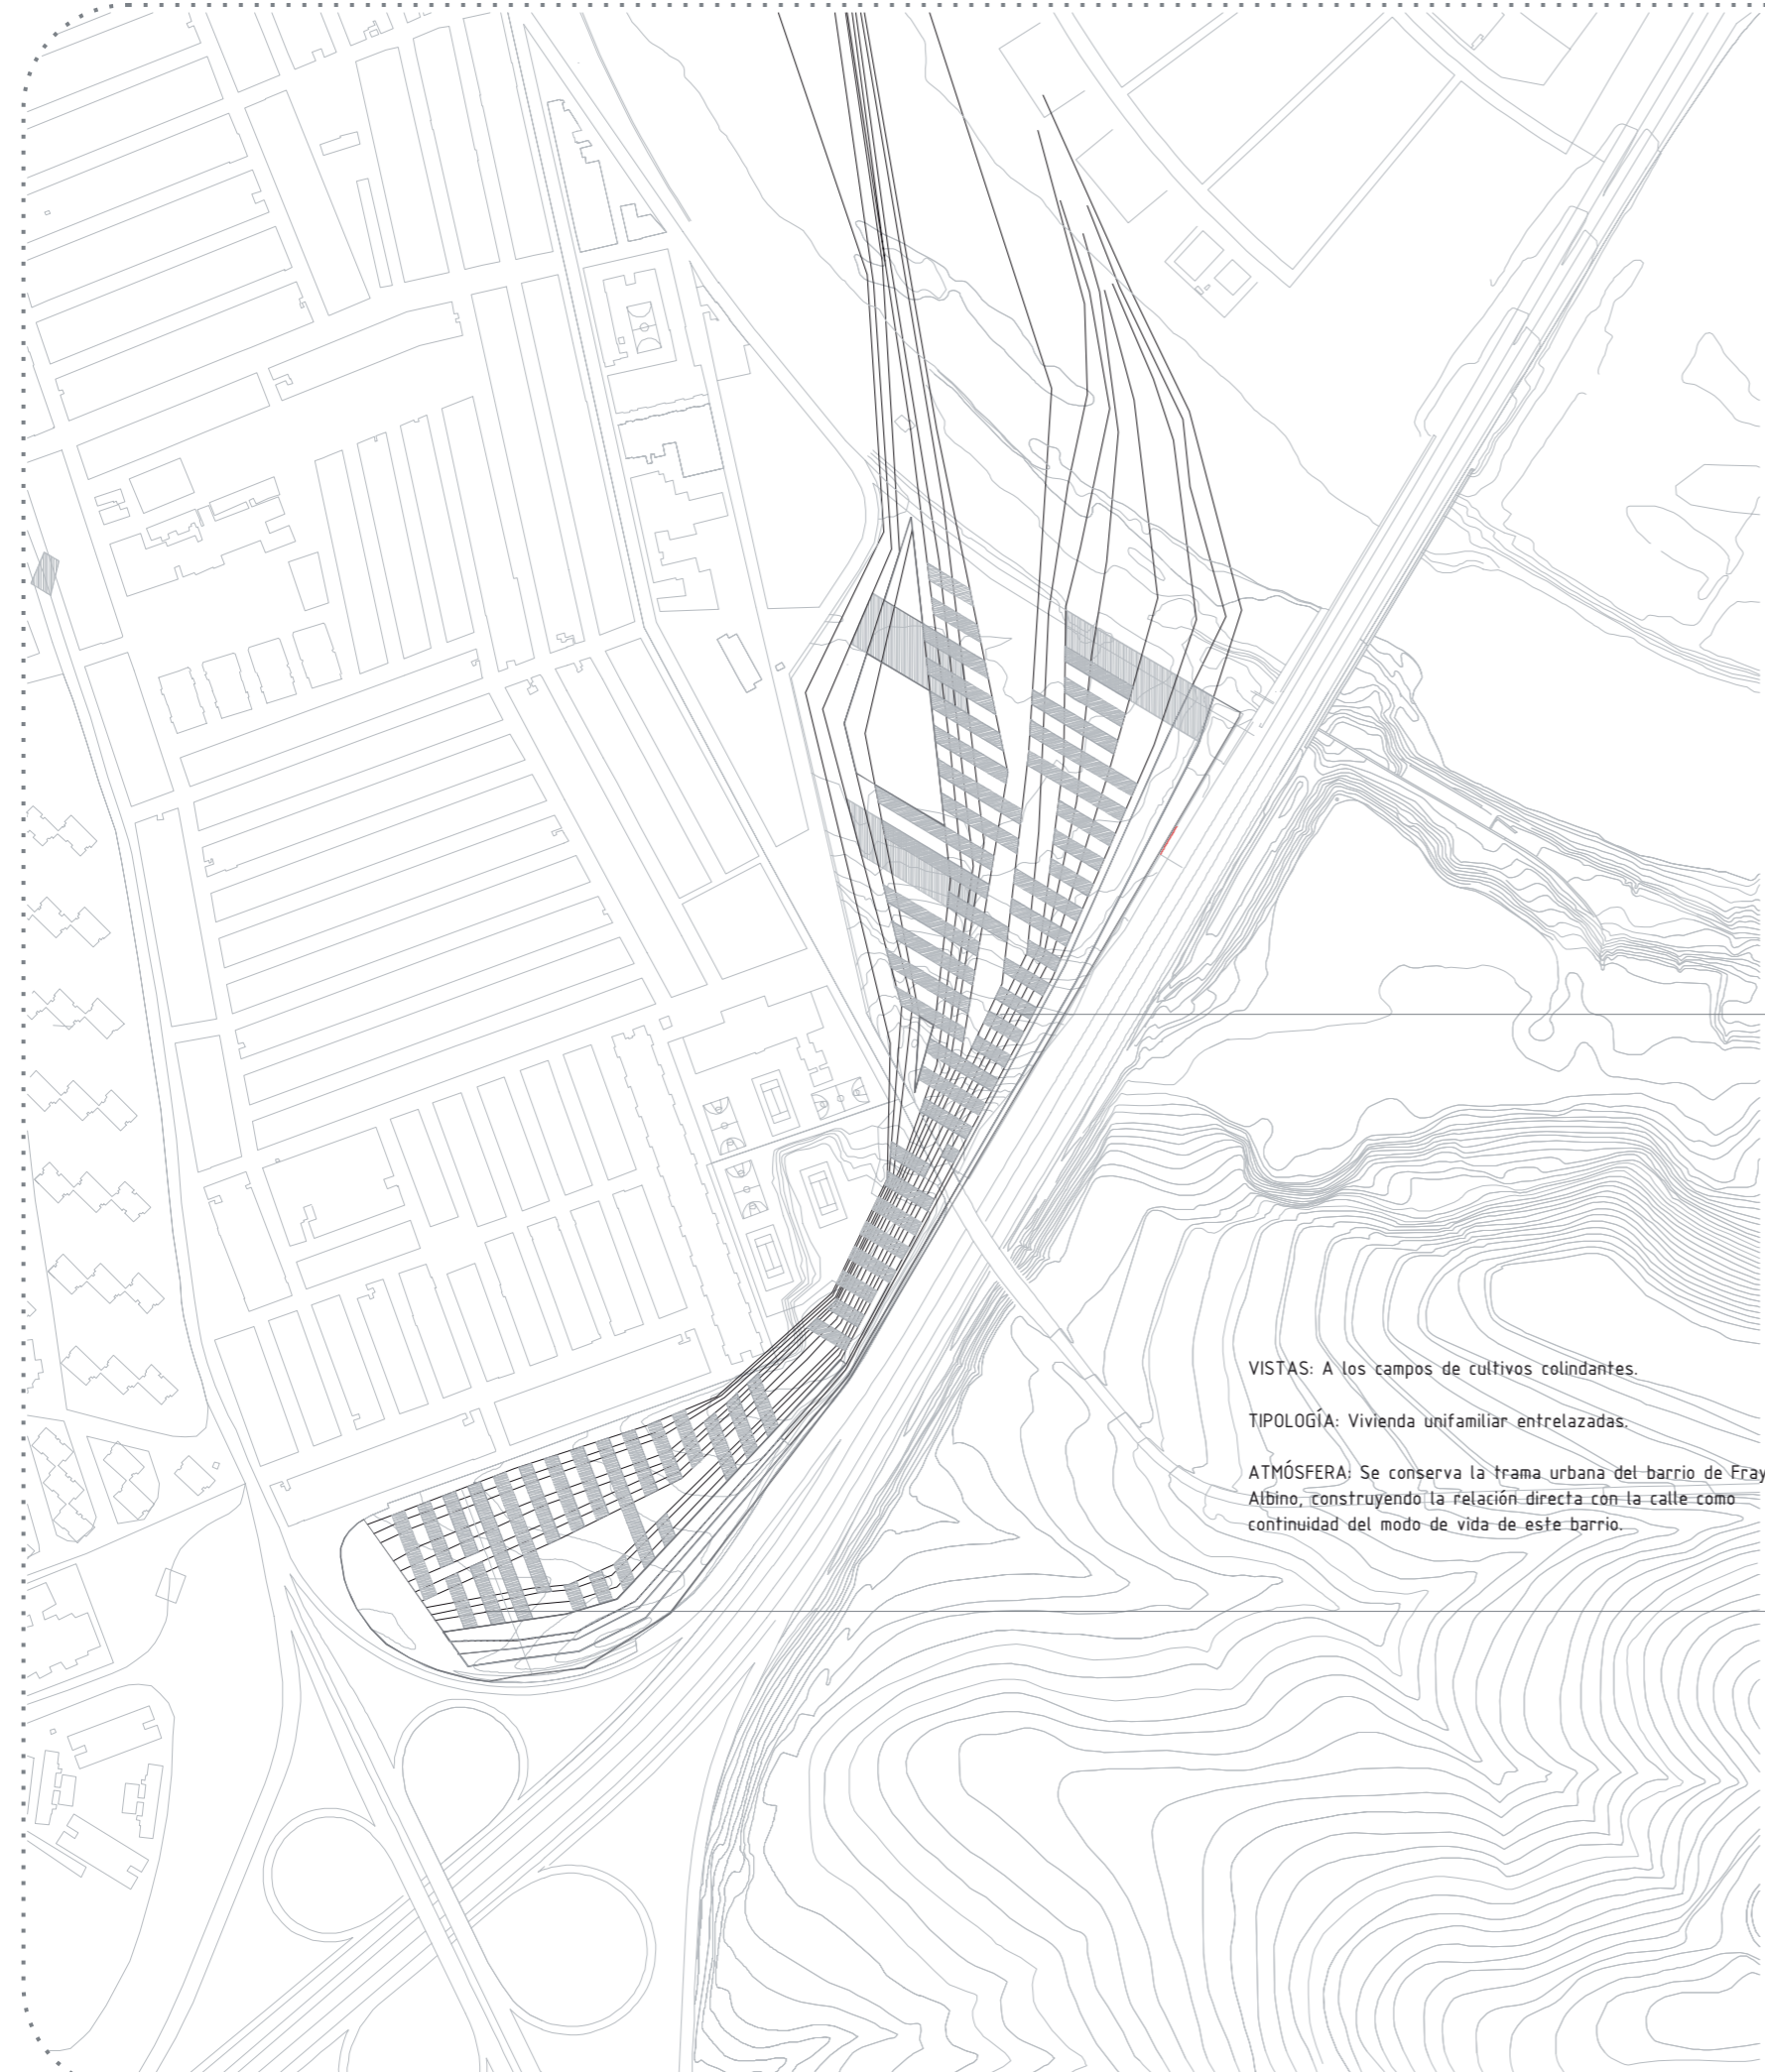 VISTAS: A los campos de cultivos colindantes.
TIPOLOGÍA: Vivienda unifamiliar entrelazadas.
ATMÓSFERA: Se conserva la trama urbana del barrio de Fray
Albino, construyendo la relación directa con la calle como
continuidad del modo de vida de este barrio.